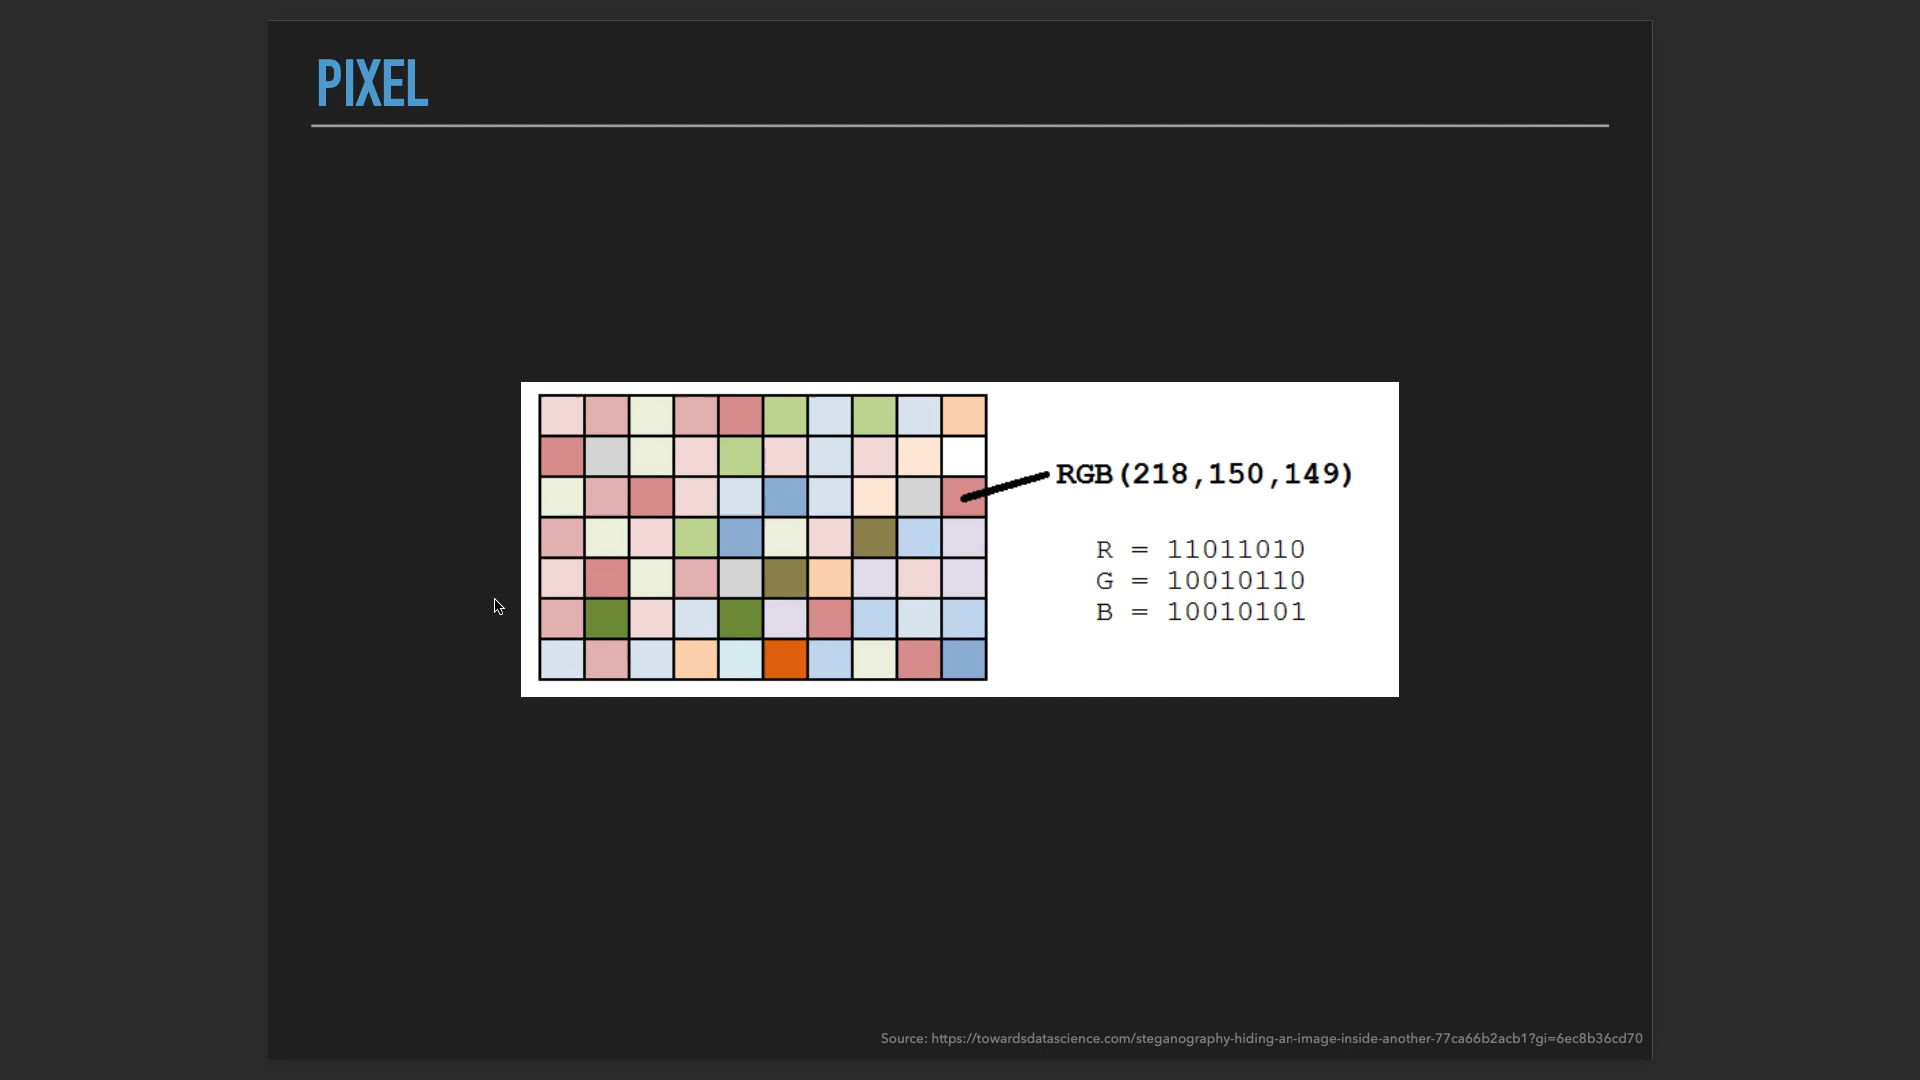 PIXEL
RGB(218,150,149)
R = 11011010
G = 10010110
B = 10010101
Source: https://towardsdatascience.com/steganography-hiding-an-image-inside-another-77ca66b2acb1?gi=6ec8b36cd70